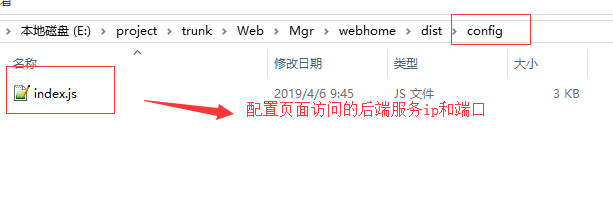 看
本地磁盘 (E:) > project > trunk > Web > Mgr > webhome > dist > config
名称 修改日期 类型 大小
index.js 2019/4/6 9:45 JS 文件 3 KB
配置页面访问的后端服务ip和端口